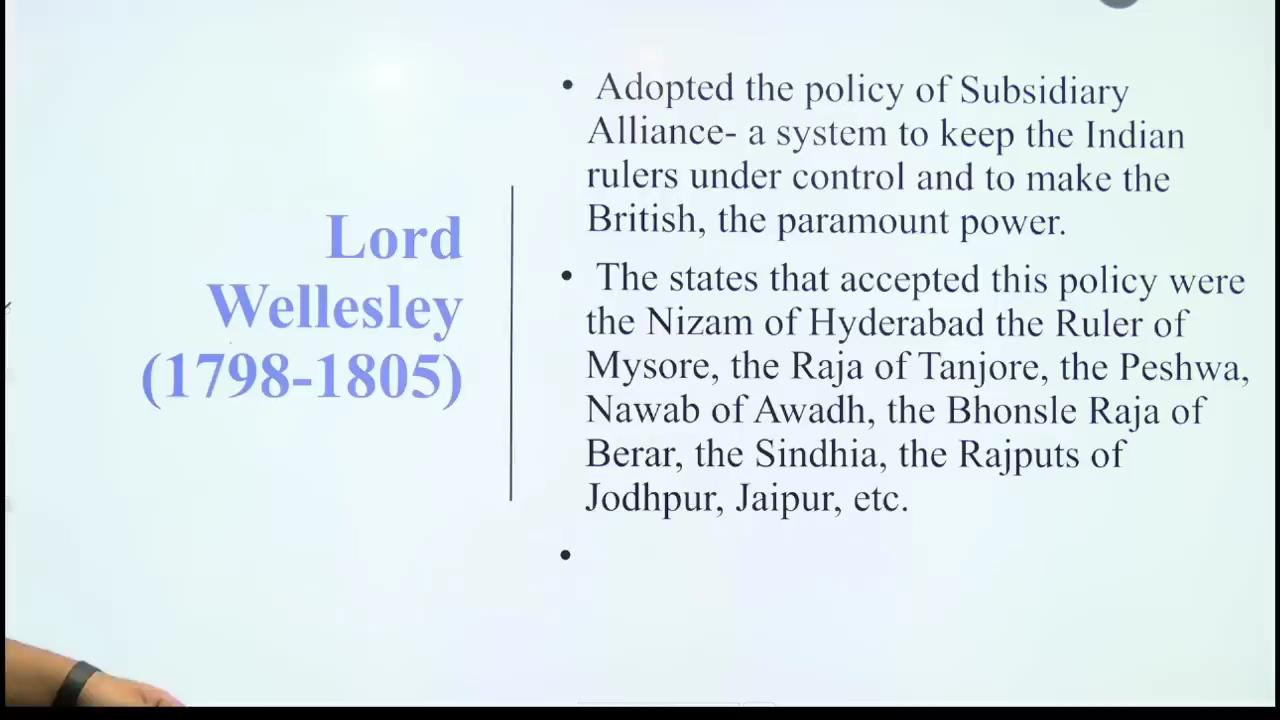 Lord
Wellesley
(1798-1805)
• Adopted the policy of Subsidiary
Alliance- a system to keep the Indian
rulers under control and to make the
British, the paramount power.
• The states that accepted this policy were
the Nizam of Hyderabad the Ruler of
Mysore, the Raja of Tanjore, the Peshwa,
Nawab of Awadh, the Bhonsle Raja of
Berar, the Sindhia, the Rajputs of
Jodhpur, Jaipur, etc.
•